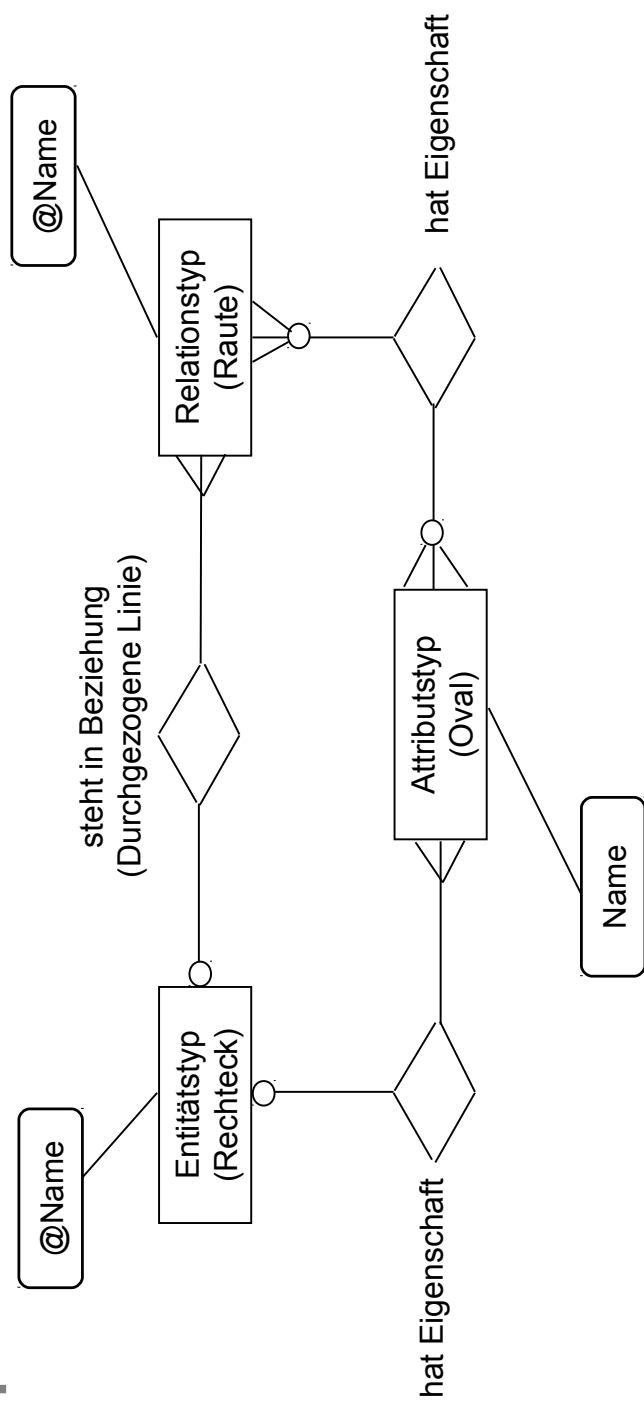 @Name
@Name
steht in Beziehung
(Durchgezogene Linie)
Entitätstyp
(Rechteck)
Relationstyp
(Raute)
hat Eigenschaft
Attributstyp
(Oval)
hat Eigenschaft
Name